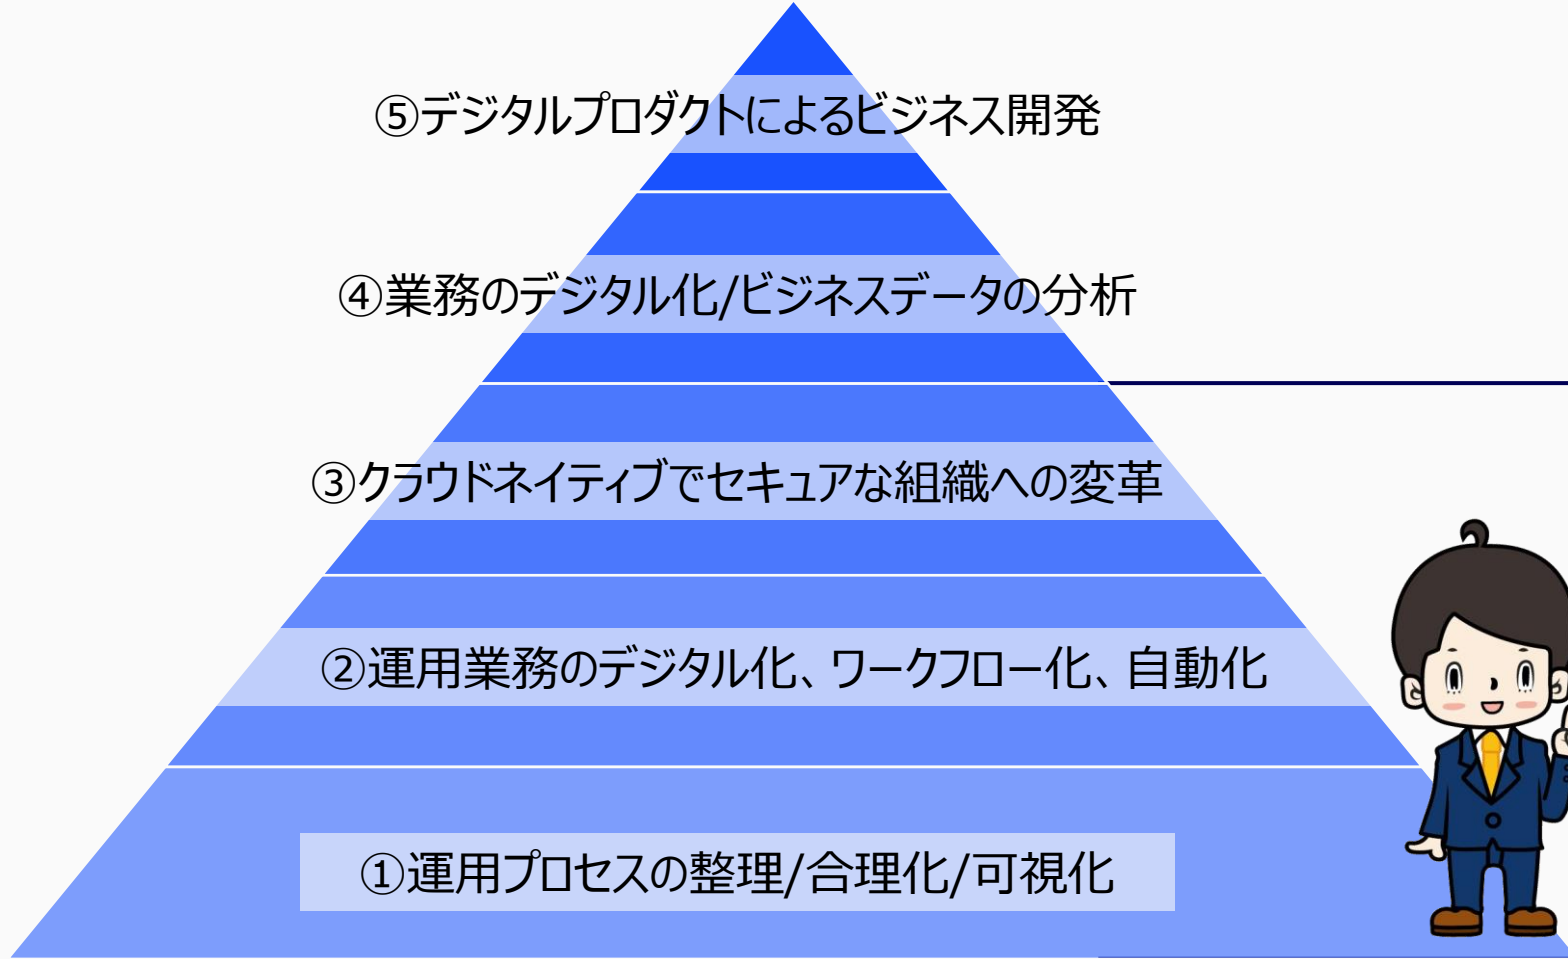 ⑤デジタルプロダクトによるビジネス開発
④業務のデジタル化/ビジネスデータの分析
③クラウドネイティブでセキュアな組織への変革
②運用業務のデジタル化、ワークフロー化、自動化
①運用プロセスの整理/合理化/可視化